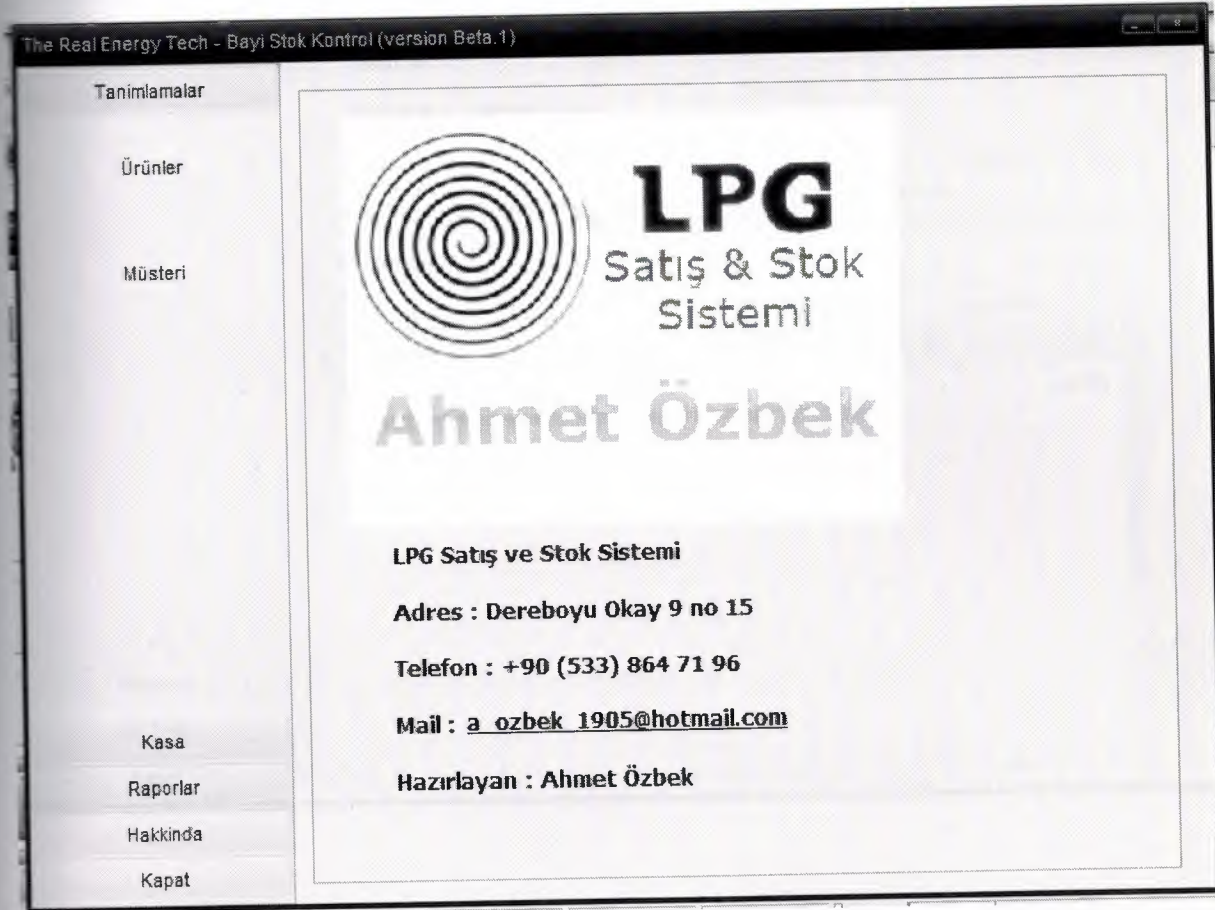 The Real Energy Tech - Bayi Stok Kontrol (version Beta.1)
Tanimlamalar
Ürünler
Müsteri
Kasa
Raporlar
Hakkinda
Kapat
LPG
Satış & Stok
Sistemi
Ahmet Özbek
LPG Satış ve Stok Sistemi
Adres : Dereboyu Okay 9 no 15
Telefon : +90 (533) 864 71 96
Mail : a_ozbek_1905@hotmail.com
Hazırlayan : Ahmet Özbek